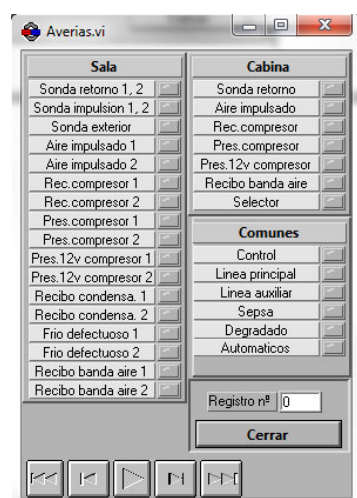 Averias.vi
Sala
Sonda retorno 1, 2
Sonda impulsion 1, 2
Sonda exterior
Aire impulsado 1
Aire impulsado 2
Rec.compresor 1
Rec.compresor 2
Pres.compresor 1
Pres.compresor 2
Pres.12v compresor 1
Pres.12v compresor 2
Recibo condensa. 1
Recibo condensa. 2
Frio defectuoso 1
Frio defectuoso 2
Recibo banda aire 1
Recibo banda aire 2
Cabina
Sonda retorno
Aire impulsado
Rec.compresor
Pres.compresor
Pres.12v compresor
Recibo banda aire
Selector
Comunes
Control
Linea principal
Linea auxiliar
Sepsa
Degradado
Automaticos
Registro nº 0
Cerrar